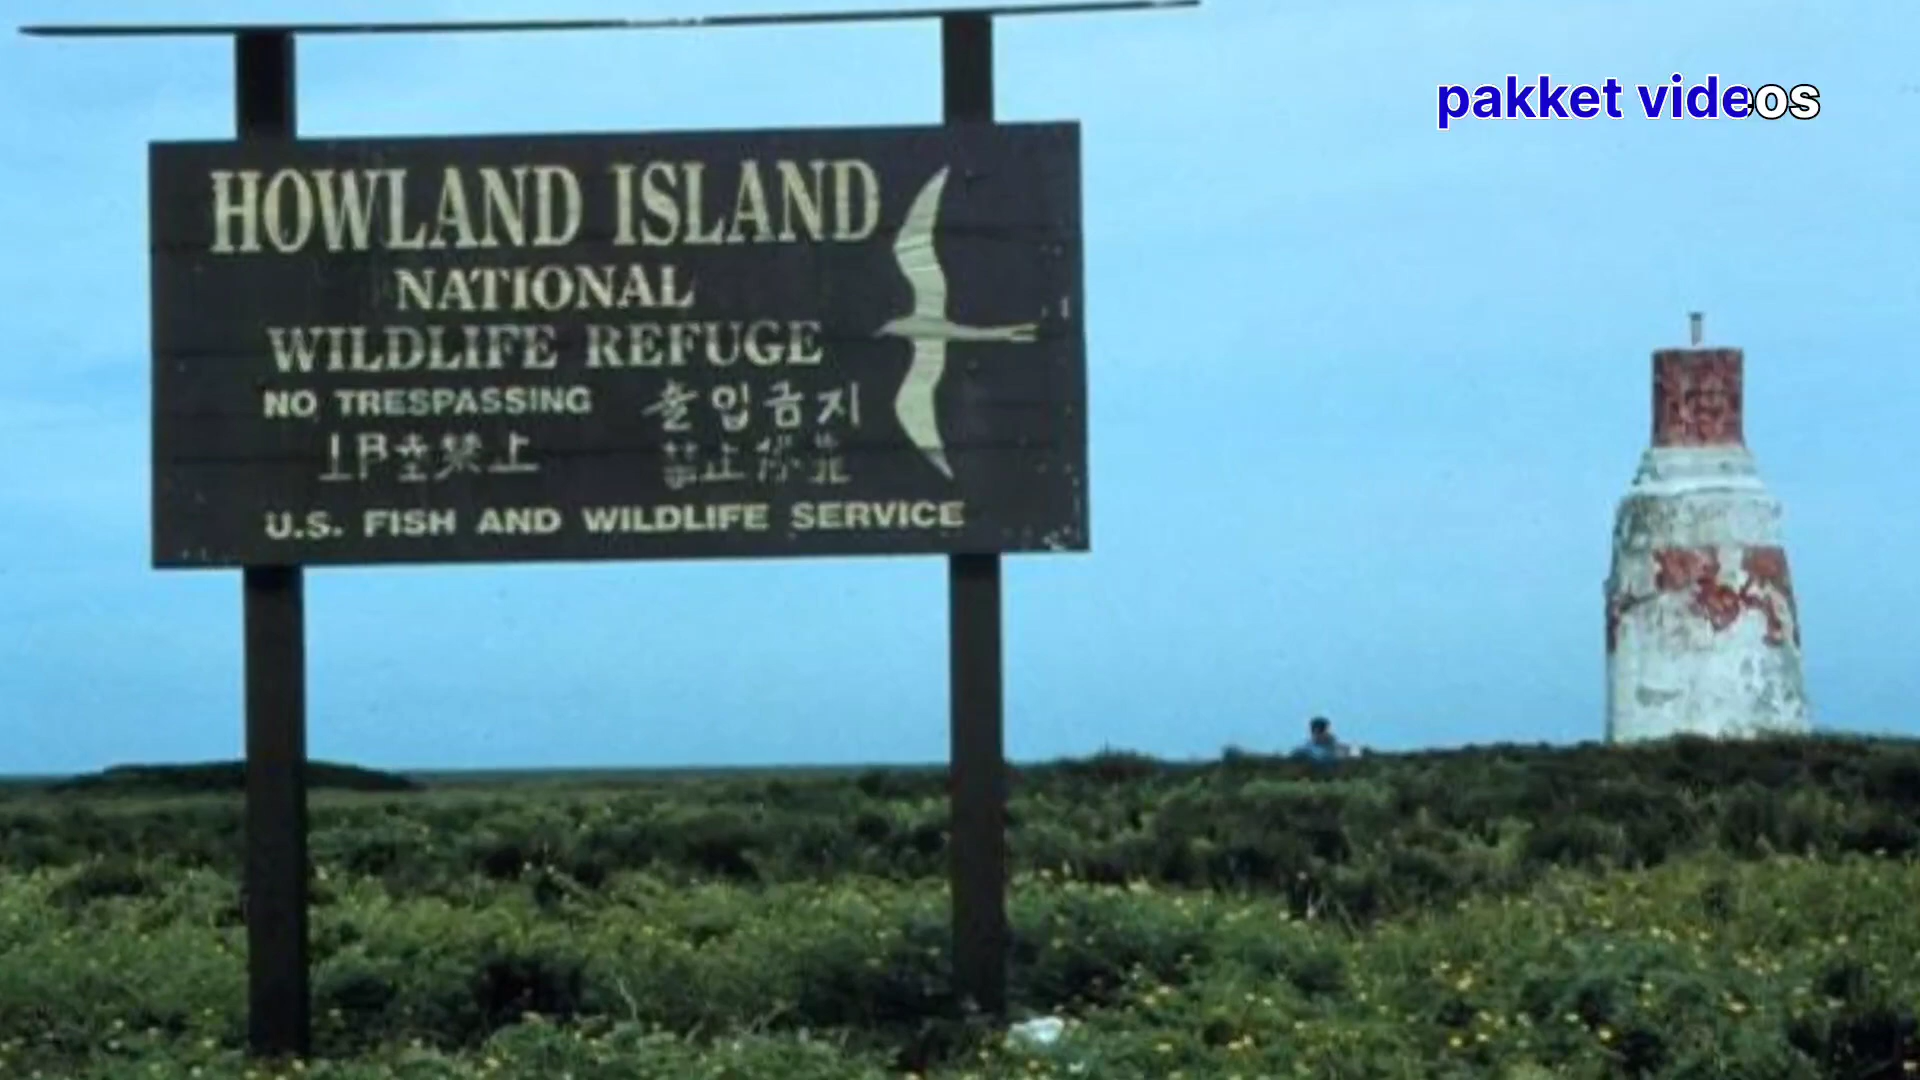 pakket videos
HOWLAND ISLAND
NATIONAL
WILDLIFE REFUGE
NO TRESPASSING 출입금지
U.S. FISH AND WILDLIFE SERVICE